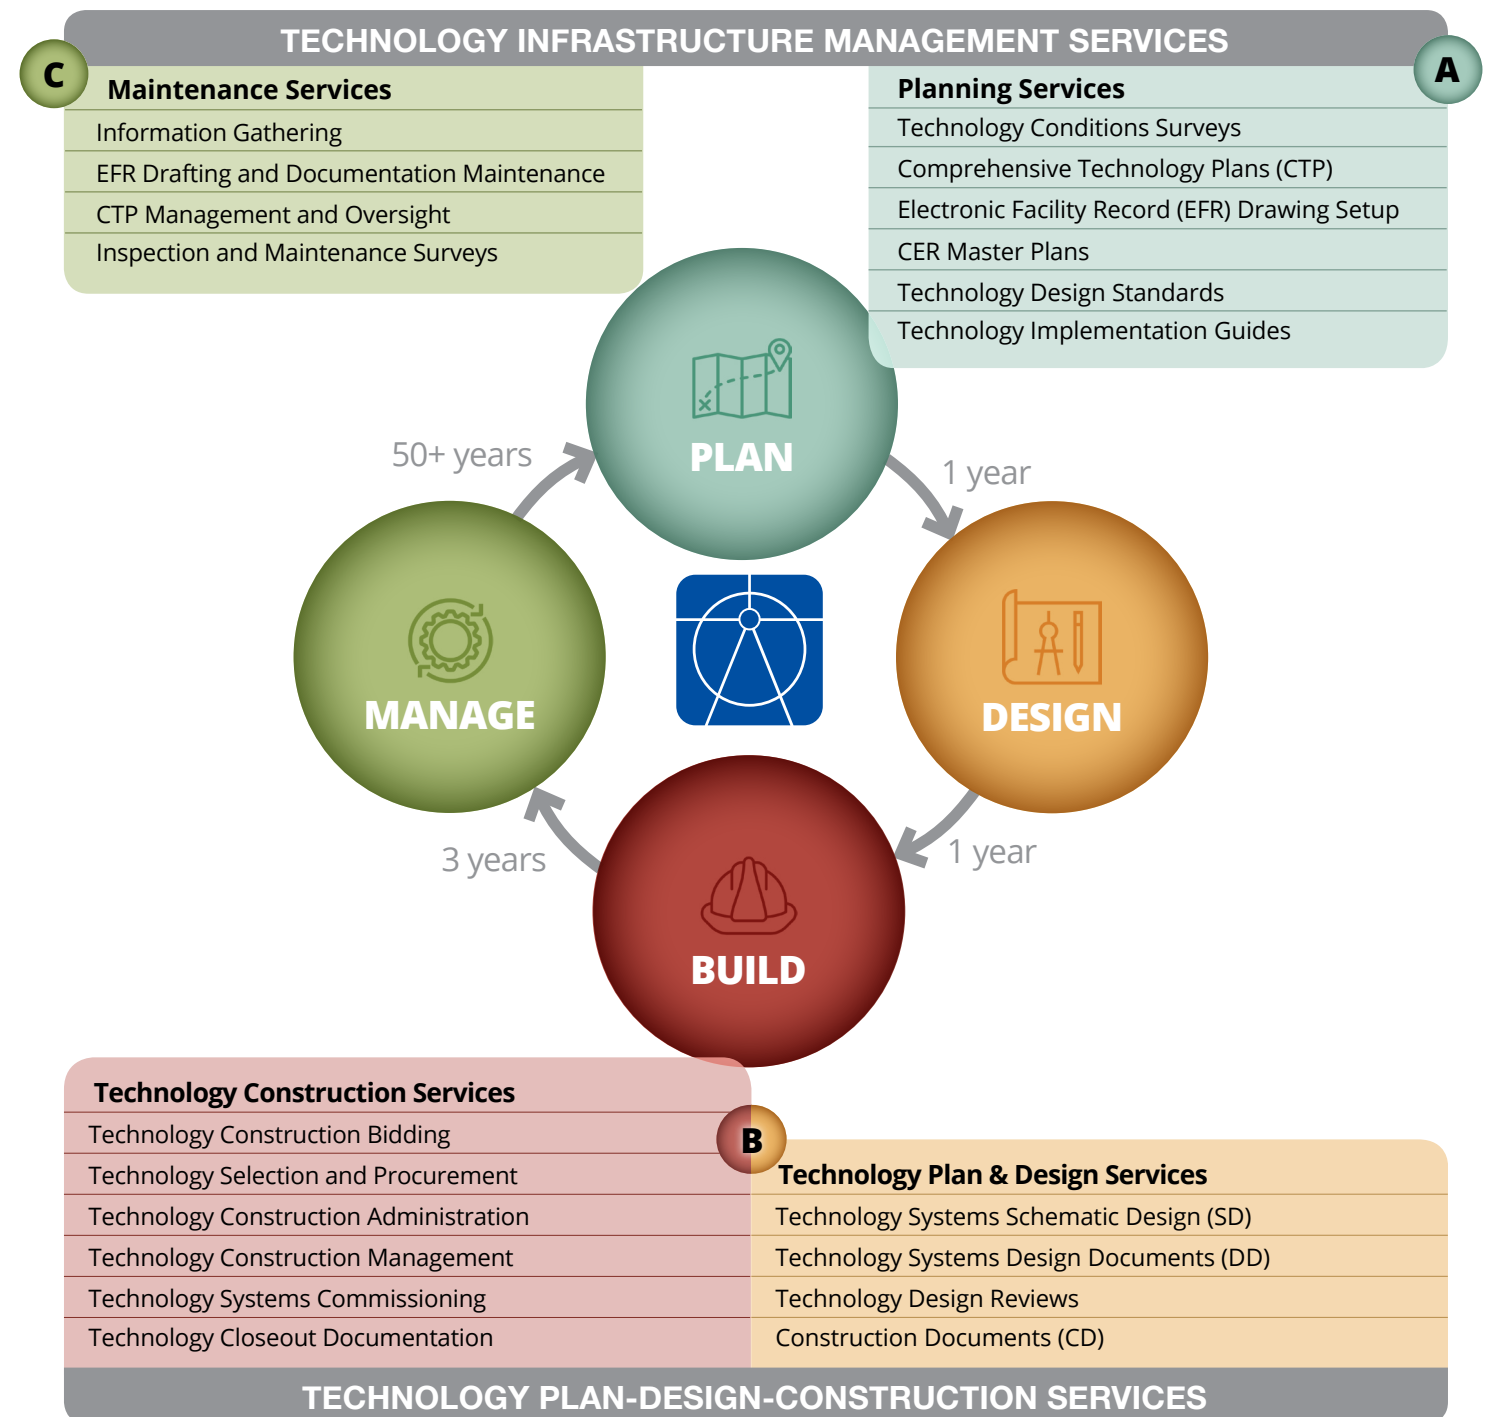 TECHNOLOGY INFRASTRUCTURE MANAGEMENT SERVICES
C
Maintenance Services
Information Gathering
EFR Drafting and Documentation Maintenance
CTP Management and Oversight
Inspection and Maintenance Surveys
A
Planning Services
Technology Conditions Surveys
Comprehensive Technology Plans (CTP)
Electronic Facility Record (EFR) Drawing Setup
CER Master Plans
Technology Design Standards
Technology Implementation Guides
PLAN
1 year
DESIGN
1 year
BUILD
3 years
MANAGE
50+ years
B
Technology Construction Services
Technology Construction Bidding
Technology Selection and Procurement
Technology Construction Administration
Technology Construction Management
Technology Systems Commissioning
Technology Closeout Documentation
Technology Plan & Design Services
Technology Systems Schematic Design (SD)
Technology Systems Design Documents (DD)
Technology Design Reviews
Construction Documents (CD)
TECHNOLOGY PLAN-DESIGN-CONSTRUCTION SERVICES